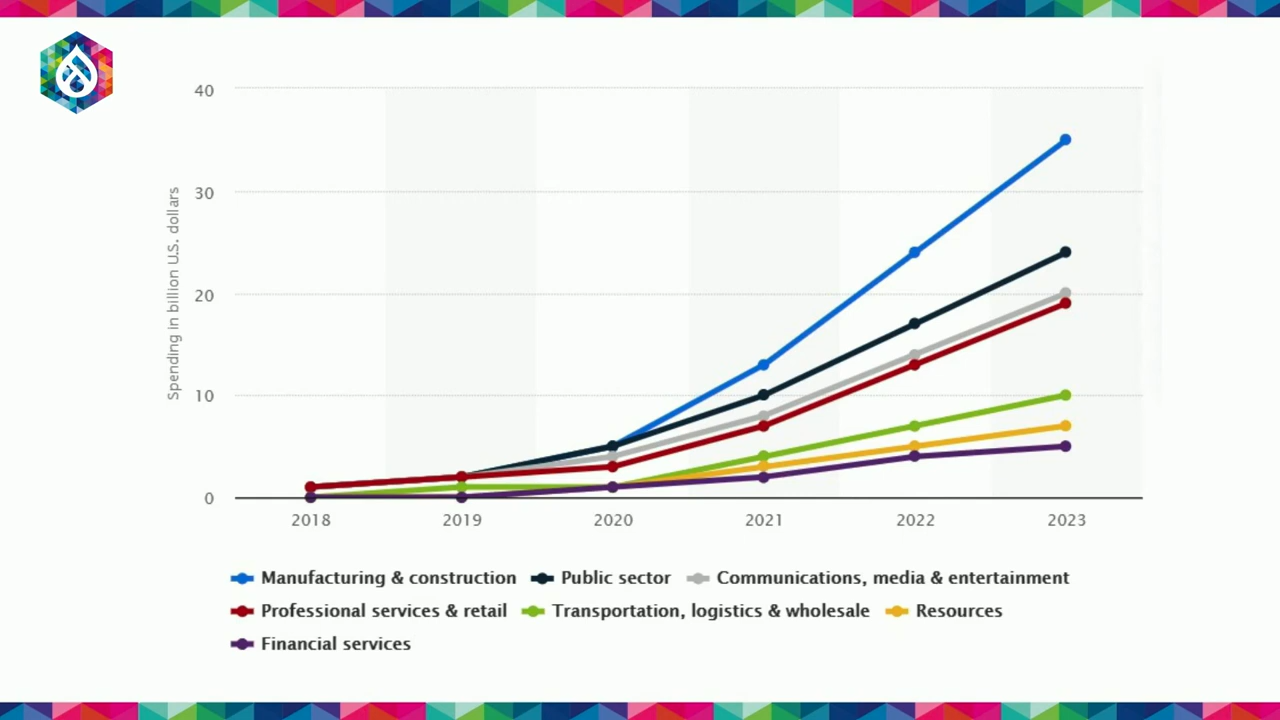 40
30
20
10
0
Spending in billion U.S. dollars
2018 2019 2020 2021 2022 2023
Manufacturing & construction Public sector Communications, media & entertainment
Professional services & retail Transportation, logistics & wholesale Resources
Financial services